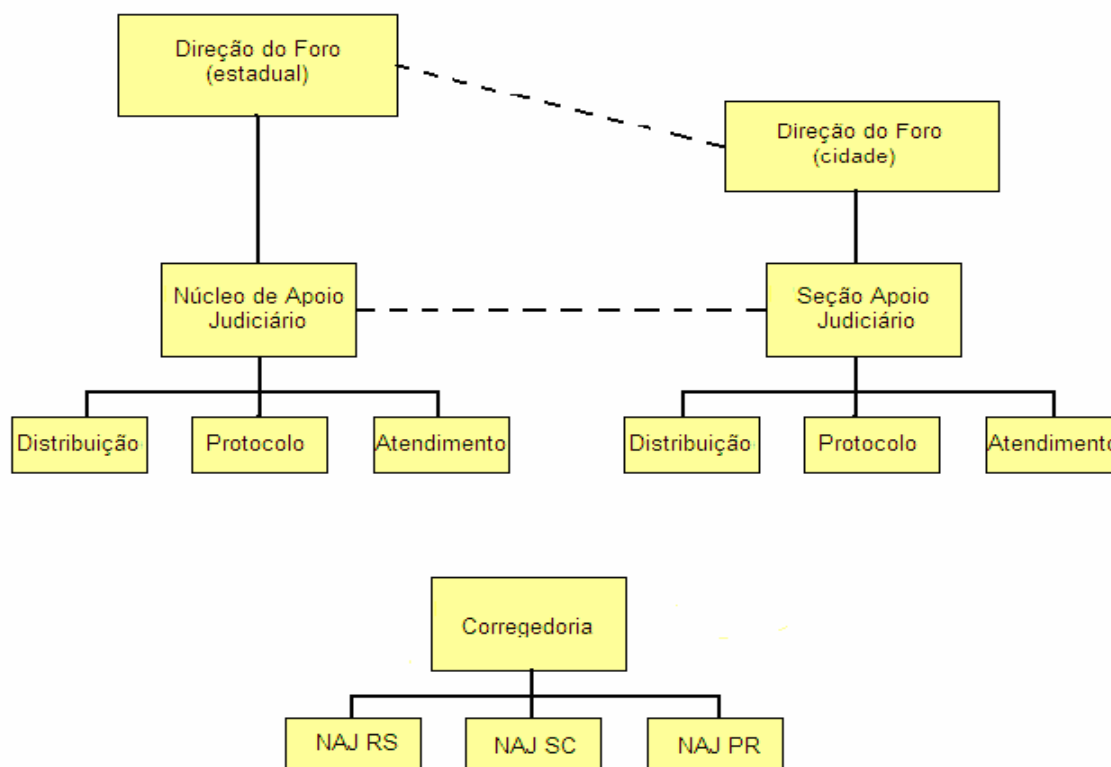 Direção do Foro
(estadual)
Direção do Foro
(cidade)
Núcleo de Apoio
Judiciário
Seção Apoio
Judiciário
Distribuição
Protocolo
Atendimento
Distribuição
Protocolo
Atendimento
Corregedoria
NAJ RS
NAJ SC
NAJ PR